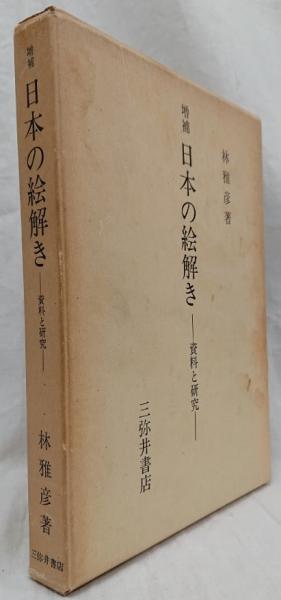 増補
日本の絵解き
──資料と研究──
林雅彦著
三弥井書店
林雅彦著
増補
日本の絵解き
──資料と研究──
三弥井書店